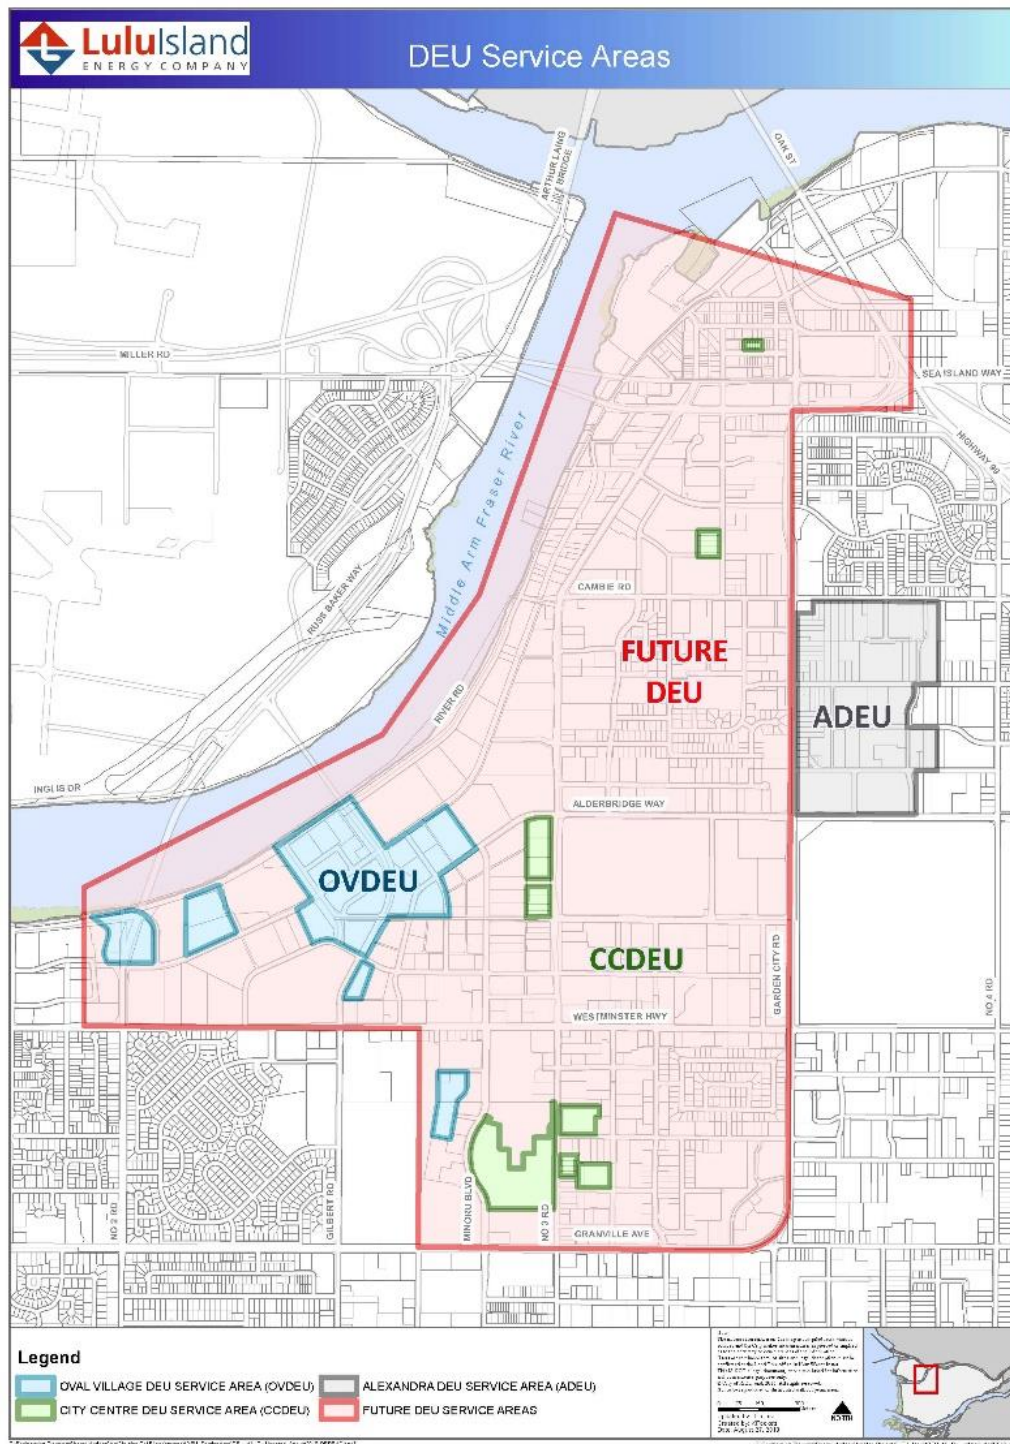 LuluIsland
ENERGY COMPANY
DEU Service Areas
ARTHUR LAING
BRIDGE
OAK ST
MILLER RD
SEA ISLAND WAY
HIGHWAY 99
Middle Arm Fraser River
RUSS BAKER WAY
CAMBIE RD
FUTURE
DEU
RIVER RD
ADEU
INGLIS DR
ALDERBRIDGE WAY
OVDEU
CCDEU
GARDEN CITY RD
NO 4 RD
WESTMINSTER HWY
NO 2 RD
GILBERT RD
MINORU BLVD
NO 3 RD
GRANVILLE AVE
Legend
OVAL VILLAGE DEU SERVICE AREA (OVDEU)
ALEXANDRA DEU SERVICE AREA (ADEU)
CITY CENTRE DEU SERVICE AREA (CCDEU)
FUTURE DEU SERVICE AREAS
NORTH